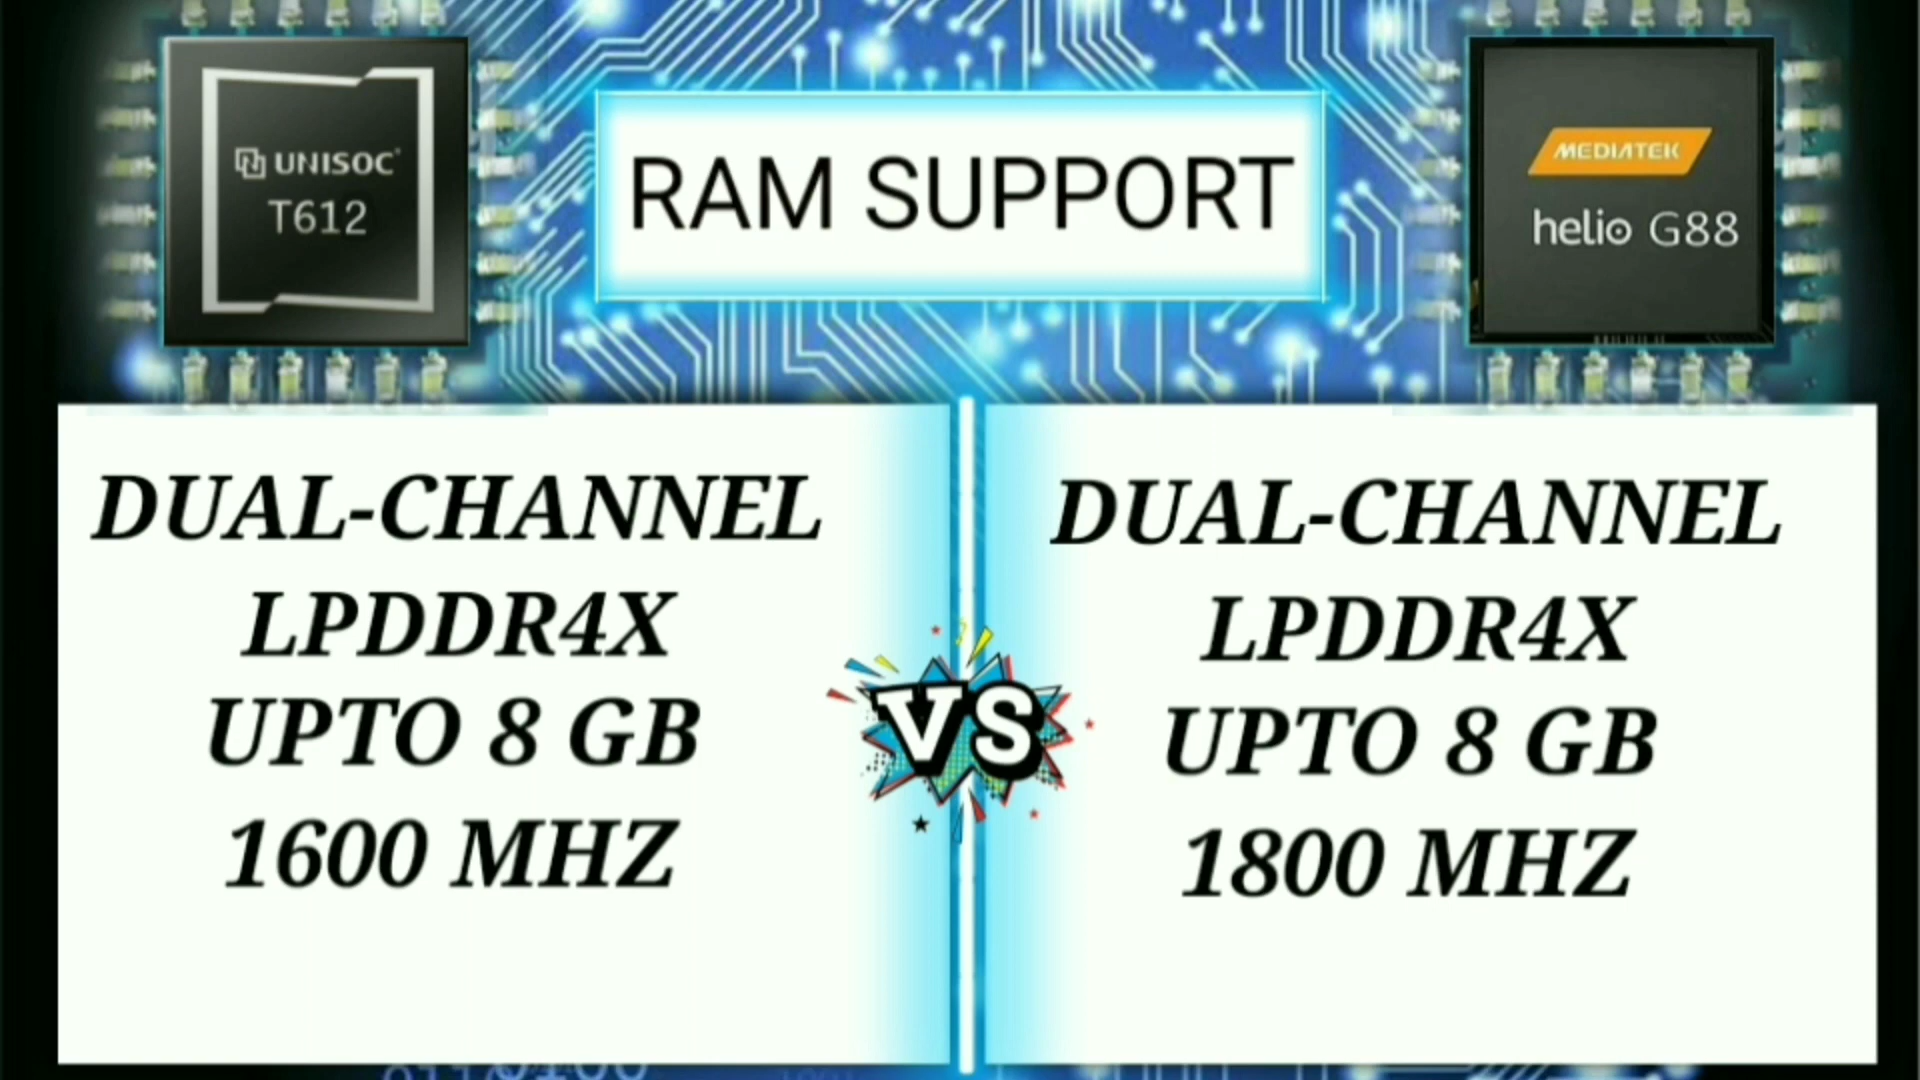 UNISOC
T612
RAM SUPPORT
MEDIATEK
helio G88
DUAL-CHANNEL
LPDDR4X
UPTO 8 GB
1600 MHZ
VS
DUAL-CHANNEL
LPDDR4X
UPTO 8 GB
1800 MHZ